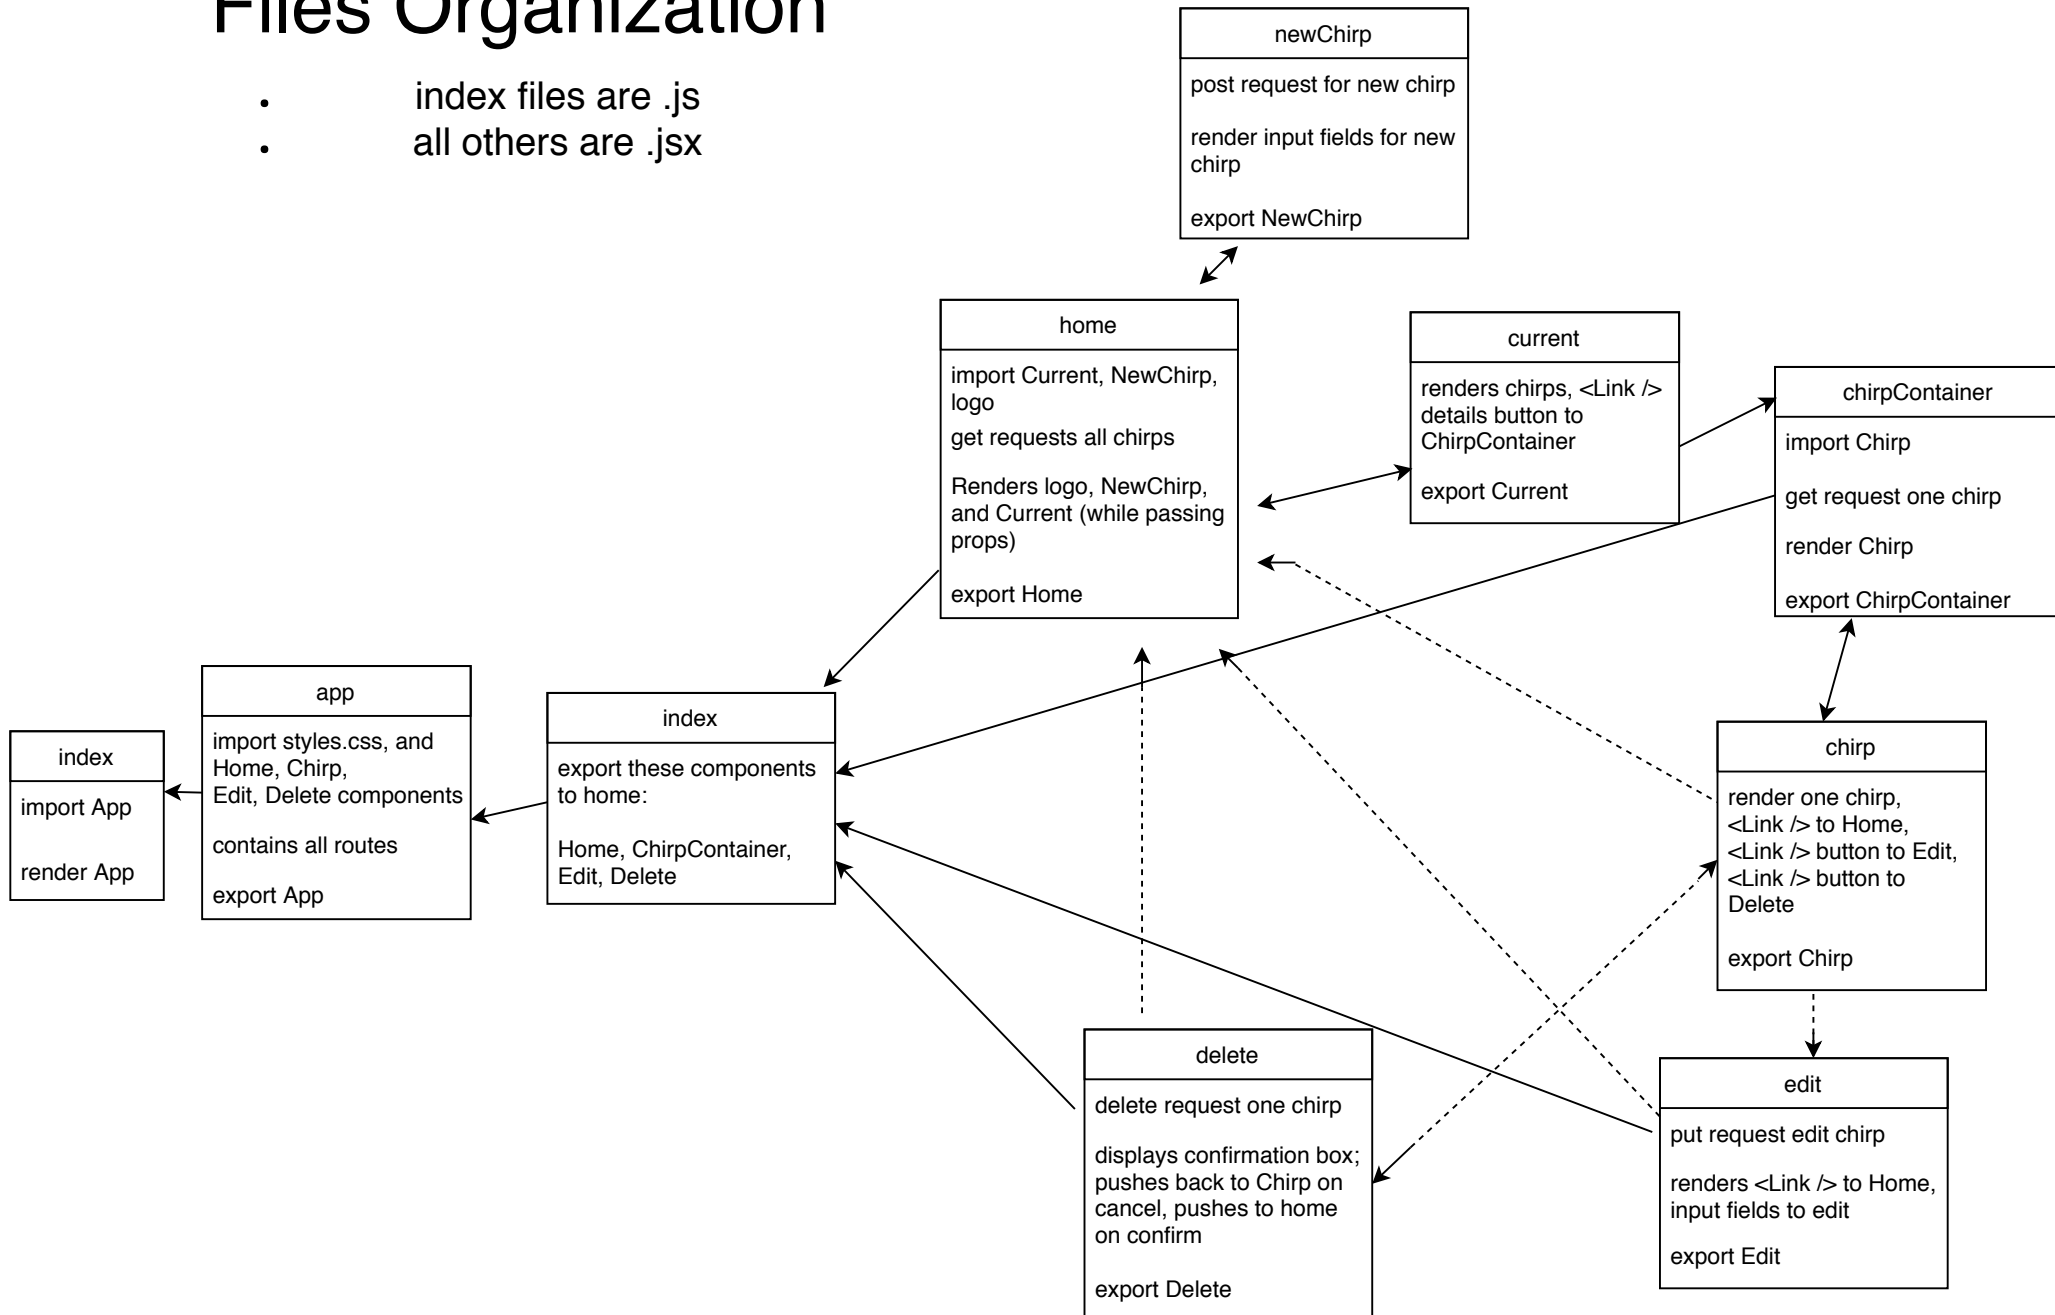 Files Organization
. index files are .js
. all others are .jsx
newChirp
post request for new chirp
render input fields for new
chirp
export NewChirp
home
import Current, NewChirp,
logo
get requests all chirps
Renders logo, NewChirp,
and Current (while passing
props)
export Home
current
renders chirps, <Link />
details button to
ChirpContainer
export Current
chirpContainer
import Chirp
get request one chirp
render Chirp
export ChirpContainer
index
import App
render App
app
import styles.css, and
Home, Chirp,
Edit, Delete components
contains all routes
export App
index
export these components
to home:
Home, ChirpContainer,
Edit, Delete
chirp
render one chirp,
<Link /> to Home,
<Link /> button to Edit,
<Link /> button to
Delete
export Chirp
delete
delete request one chirp
displays confirmation box;
pushes back to Chirp on
cancel, pushes to home
on confirm
export Delete
edit
put request edit chirp
renders <Link /> to Home,
input fields to edit
export Edit